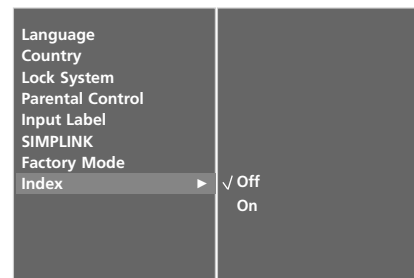 Language
Country
Lock System
Parental Control
Input Label
SIMPLINK
Factory Mode
Index ► √ Off
On